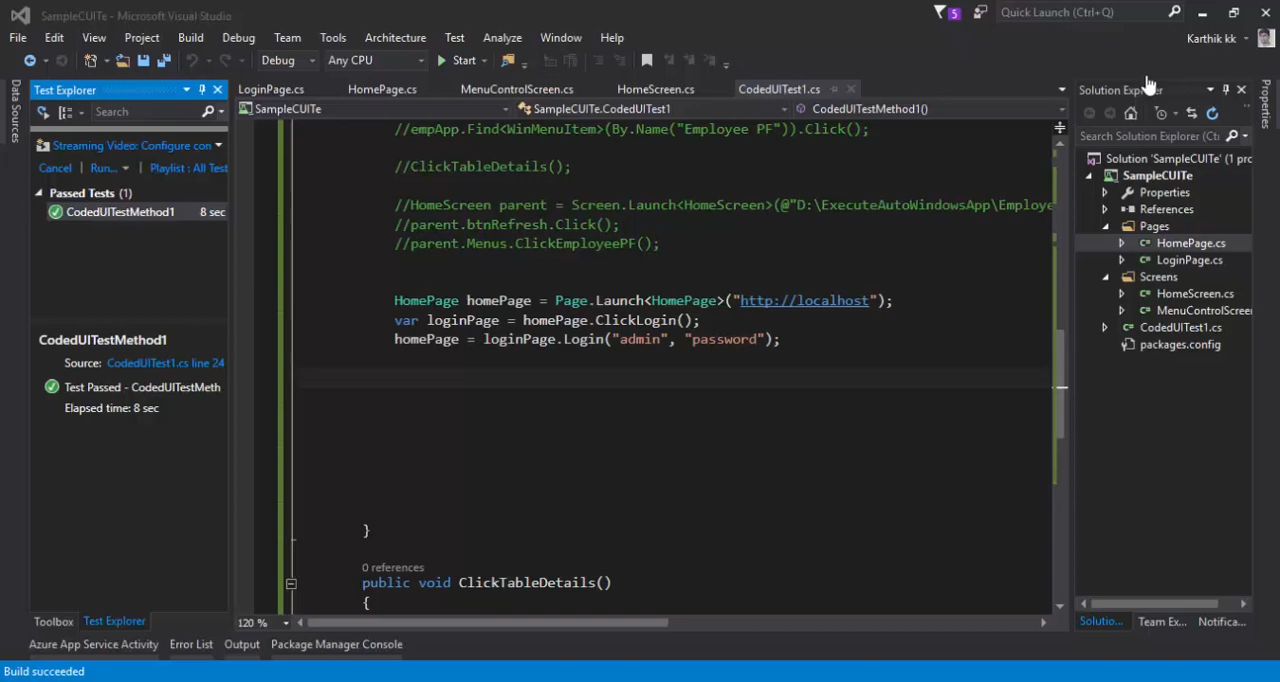 SampleCUITe - Microsoft Visual Studio
5
Quick Launch (Ctrl+Q)
File Edit View Project Build Debug Team Tools Architecture Test Analyze Window Help
Karthik kk
Debug Any CPU Start
Data Sources
Test Explorer
Search
Streaming Video: Configure con
Cancel Run... Playlist : All Test
Passed Tests (1)
CodedUITestMethod1 8 sec
CodedUITestMethod1
Source: CodedUITest1.cs line 24
Test Passed - CodedUITestMeth
Elapsed time: 8 sec
Toolbox Test Explorer
LoginPage.cs HomePage.cs MenuControlScreen.cs HomeScreen.cs CodedUITest1.cs
SampleCUITe SampleCUITe.CodedUITest1 CodedUITestMethod1()
//empApp.Find<WinMenuItem>(By.Name("Employee PF")).Click();
//ClickTableDetails();
//HomeScreen parent = Screen.Launch<HomeScreen>(@"D:\ExecuteAutoWindowsApp\Employe
//parent.btnRefresh.Click();
//parent.Menus.ClickEmployeePF();
HomePage homePage = Page.Launch<HomePage>("http://localhost");
var loginPage = homePage.ClickLogin();
homePage = loginPage.Login("admin", "password");
}
0 references
public void ClickTableDetails()
{
120 %
Solution Explorer
Search Solution Explorer (Ctrl
Solution 'SampleCUITe' (1 proj
SampleCUITe
Properties
References
Pages
HomePage.cs
LoginPage.cs
Screens
HomeScreen.cs
MenuControlScreen
CodedUITest1.cs
packages.config
Solutio... Team Ex... Notifica...
Properties
Azure App Service Activity Error List Output Package Manager Console
Build succeeded